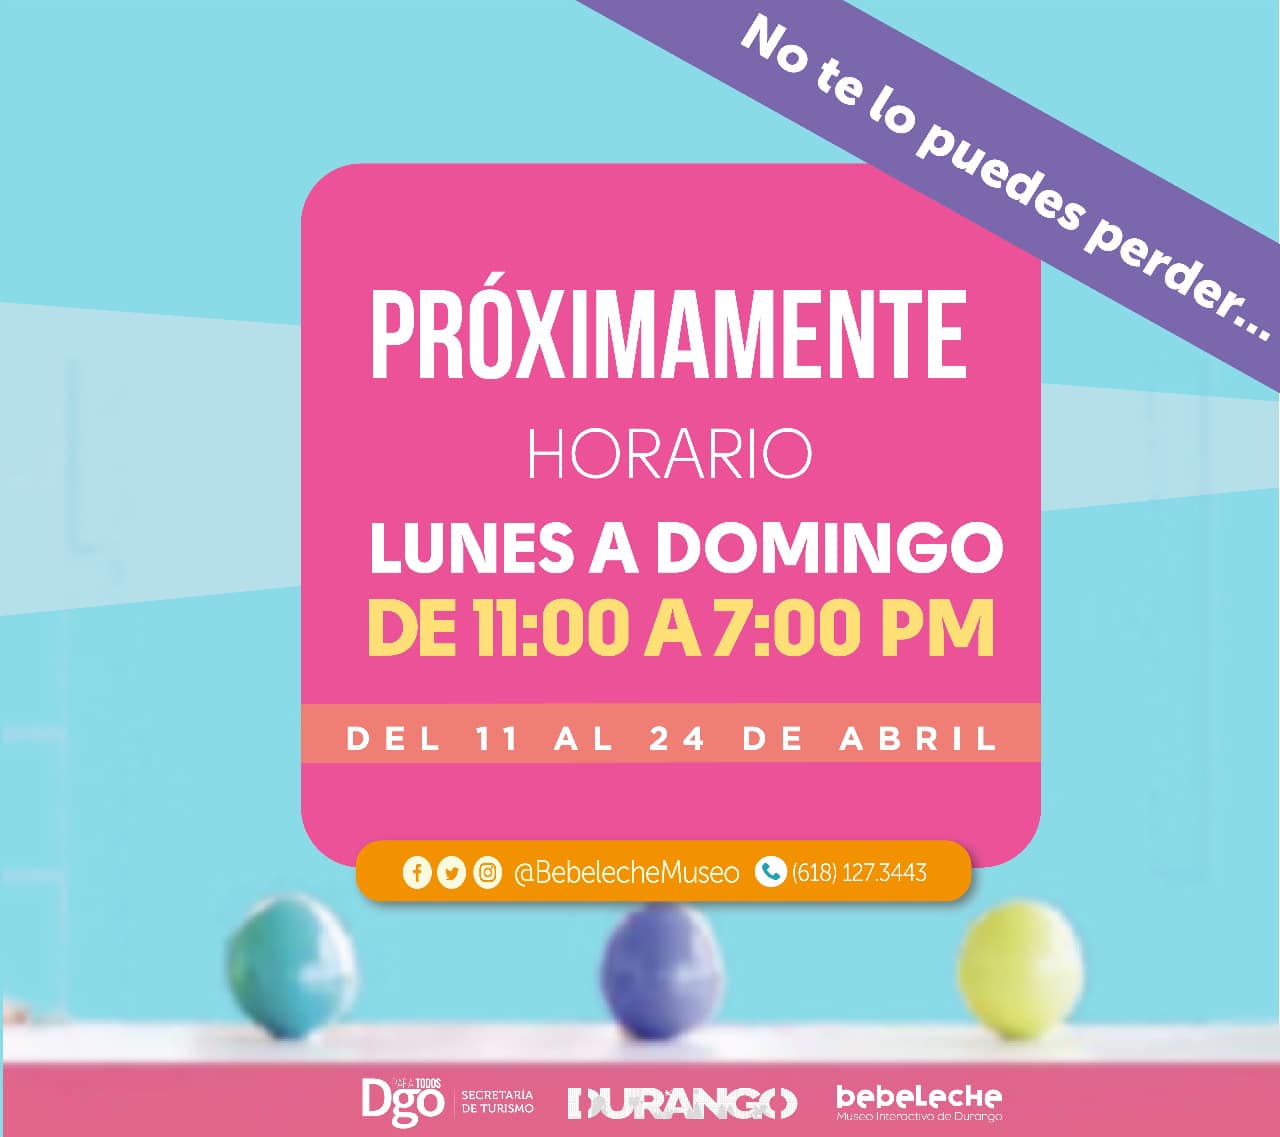 No te lo puedes perder...
PRÓXIMAMENTE
HORARIO
LUNES A DOMINGO
DE 11:00 A 7:00 PM
DEL 11 AL 24 DE ABRIL
@BebelecheMuseo (618) 127.3443
PARA TODOS
Dgo
SECRETARÍA
DE TURISMO
DURANGO
bebeLeche
Museo Interactivo de Durango